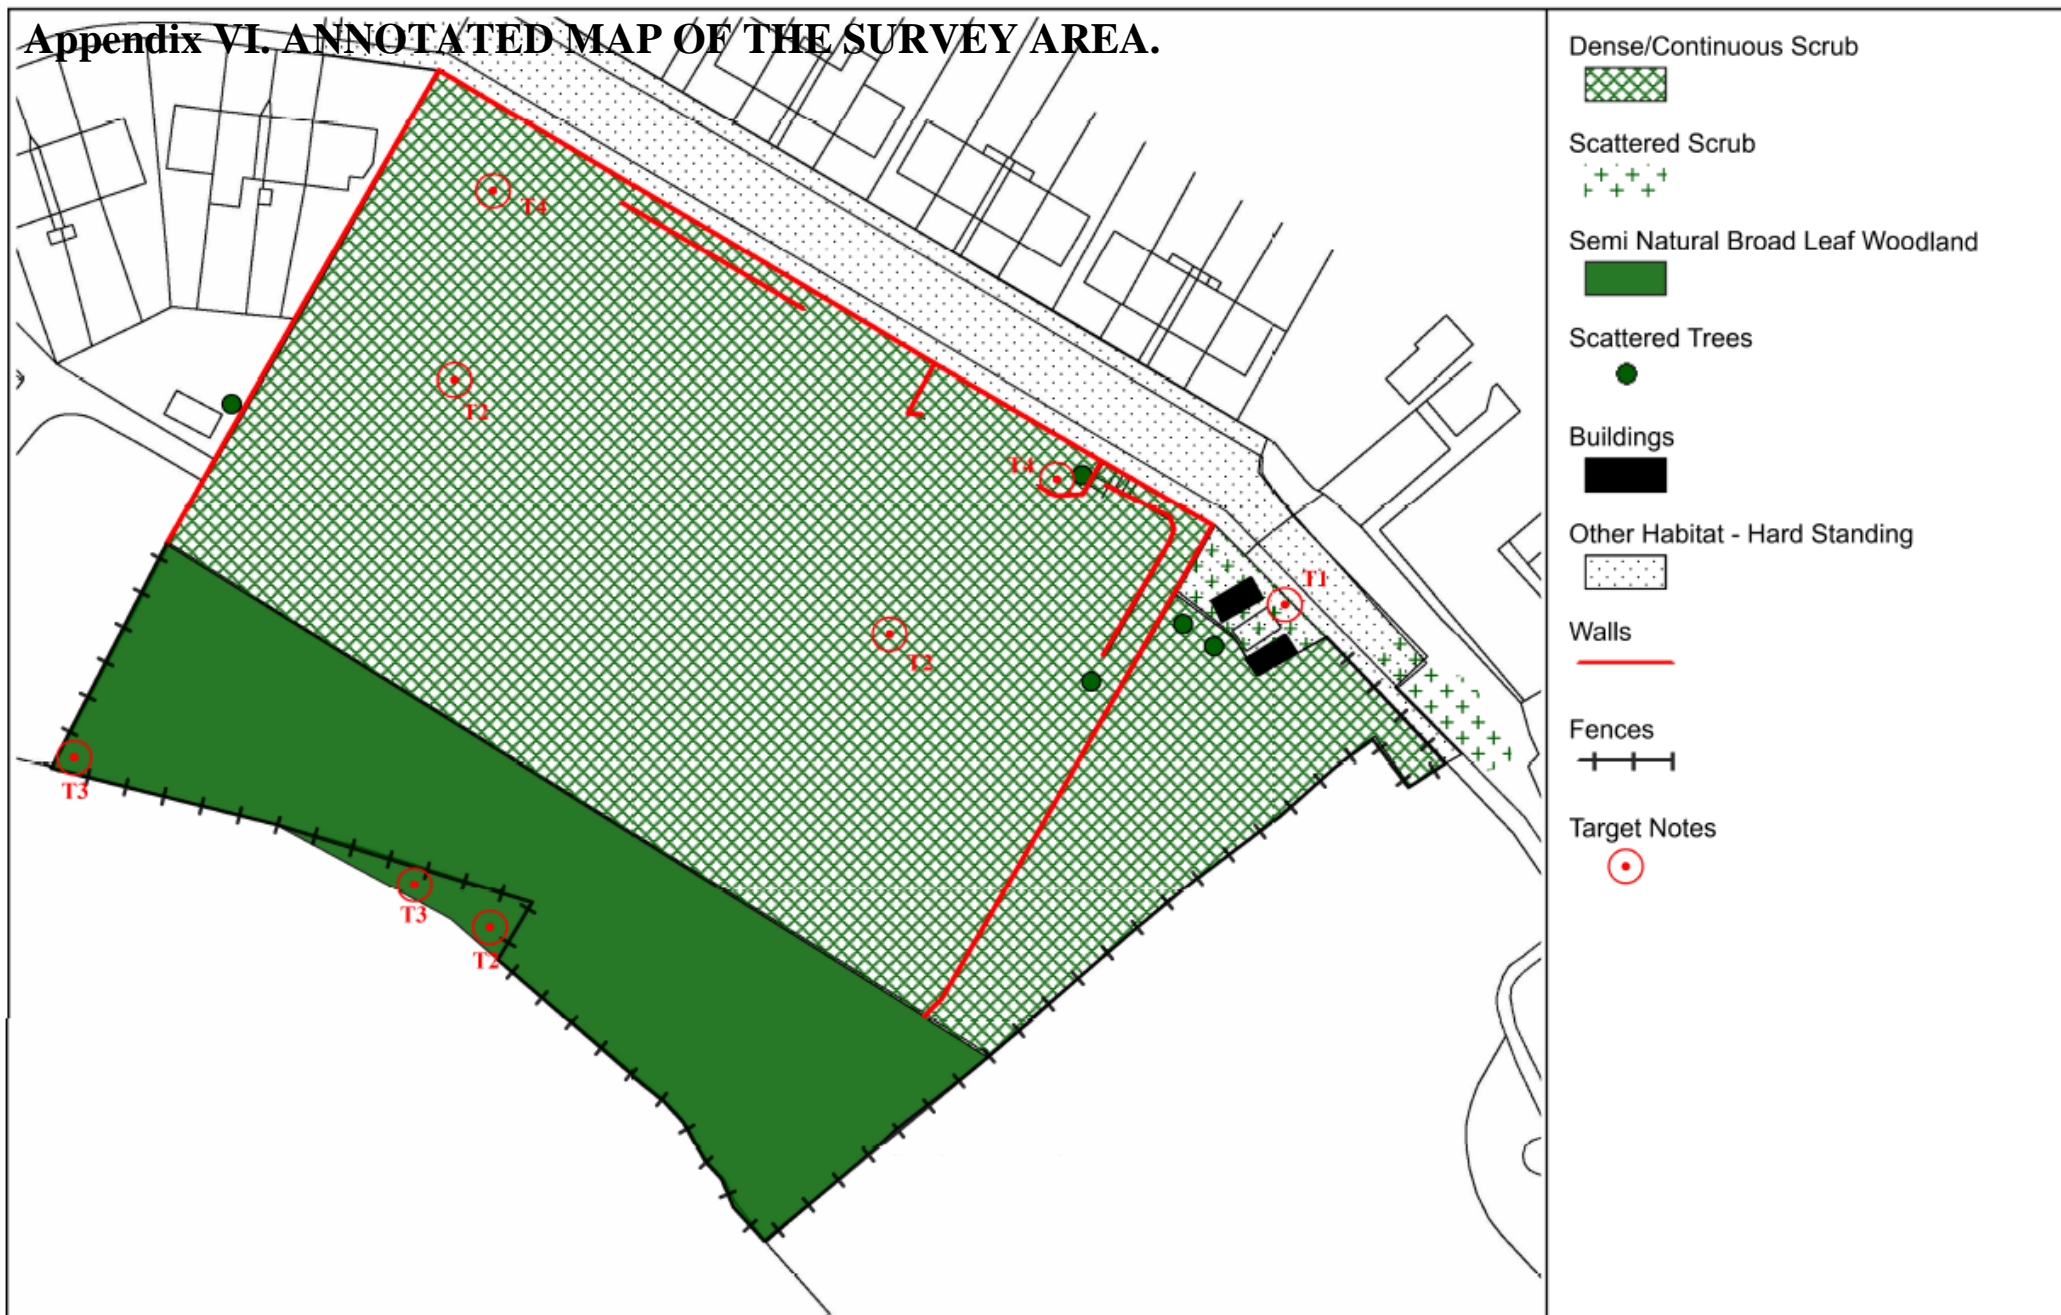 Appendix VI. ANNOTATED MAP OF THE SURVEY AREA.
T4
T2
T4
T1
T2
T3
T3
T2
Dense/Continuous Scrub
Scattered Scrub
Semi Natural Broad Leaf Woodland
Scattered Trees
Buildings
Other Habitat - Hard Standing
Walls
Fences
Target Notes